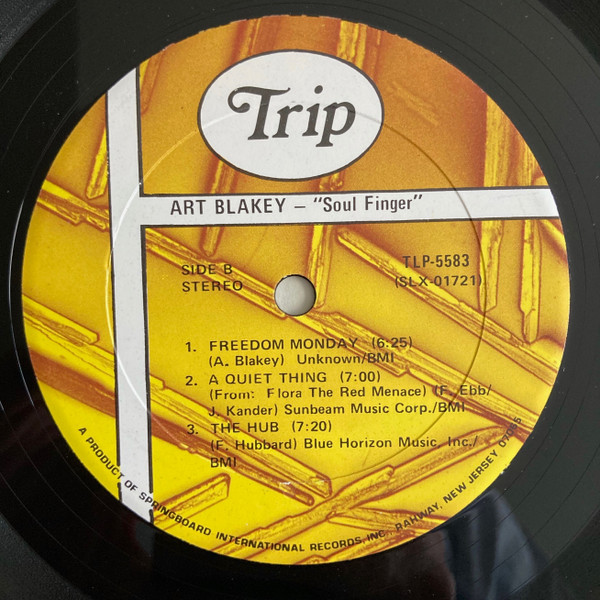 Trip
ART BLAKEY – "Soul Finger"
SIDE B
STEREO
TLP-5583
(SLX-01721)
1. FREEDOM MONDAY (6:25)
(A. Blakey) Unknown/BMI
2. A QUIET THING (7:00)
(From: Flora The Red Menace) (F. Ebb/
J. Kander) Sunbeam Music Corp./BMI
3. THE HUB (7:20)
(F. Hubbard) Blue Horizon Music, Inc./
BMI
A PRODUCT OF SPRINGBOARD INTERNATIONAL RECORDS, INC., RAHWAY, NEW JERSEY 07065